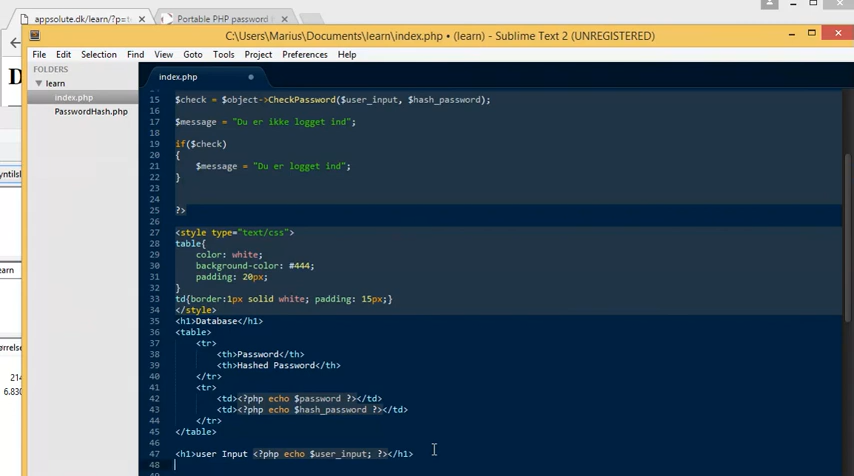 appsolute.dk/learn/?p=t
Portable PHP password h
C:\Users\Marius\Documents\learn\index.php • (learn) - Sublime Text 2 (UNREGISTERED)
File Edit Selection Find View Goto Tools Project Preferences Help
D
FOLDERS
learn
index.php
PasswordHash.php
index.php
15 $check = $object->CheckPassword($user_input, $hash_password);
16
17 $message = "Du er ikke logget ind";
18
19 if($check)
20 {
21 $message = "Du er logget ind";
22 }
23
24
25 ?>
26
27 <style type="text/css">
28 table{
29 color: white;
30 background-color: #444;
31 padding: 20px;
32 }
33 td{border:1px solid white; padding: 15px;}
34 </style>
35 <h1>Database</h1>
36 <table>
37 <tr>
38 <th>Password</th>
39 <th>Hashed Password</th>
40 </tr>
41 <tr>
42 <td><?php echo $password ?></td>
43 <td><?php echo $hash_password ?></td>
44 </tr>
45 </table>
46
47 <h1>user Input <?php echo $user_input; ?></h1>
48
yntilsk
earn
ørrelse
214
6.830